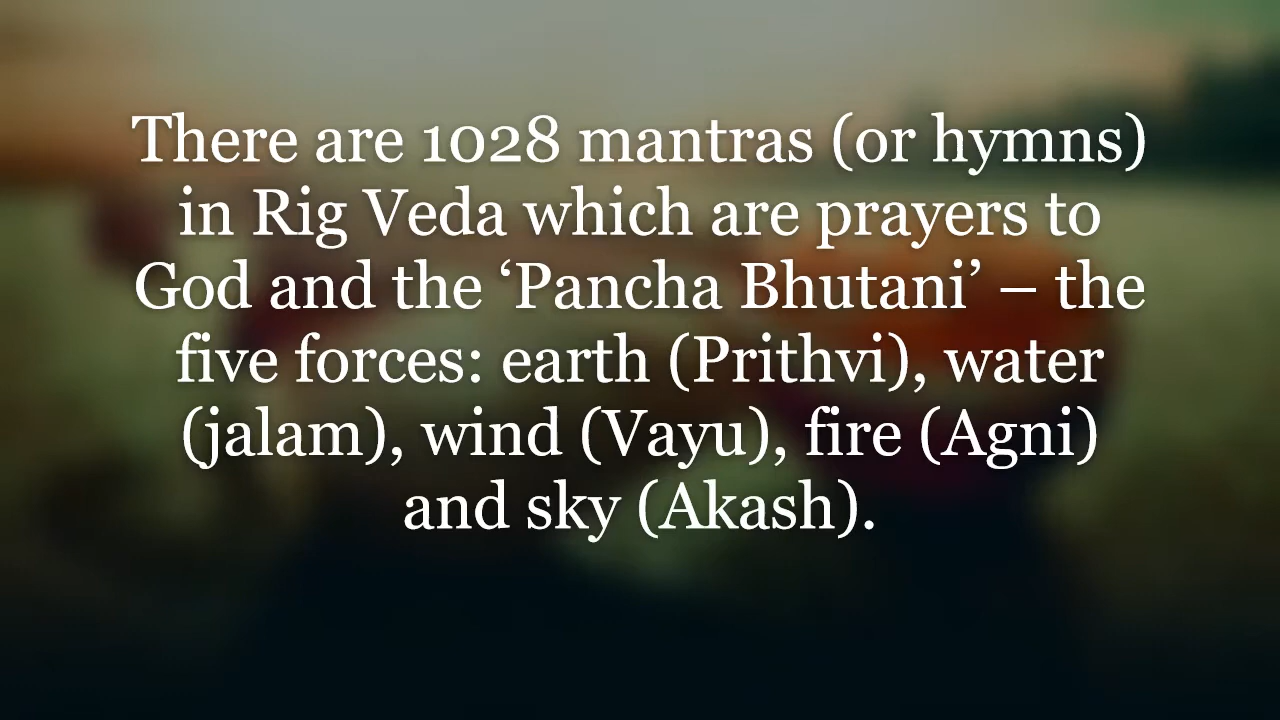 There are 1028 mantras (or hymns)
in Rig Veda which are prayers to
God and the ‘Pancha Bhutani’ – the
five forces: earth (Prithvi), water
(jalam), wind (Vayu), fire (Agni)
and sky (Akash).